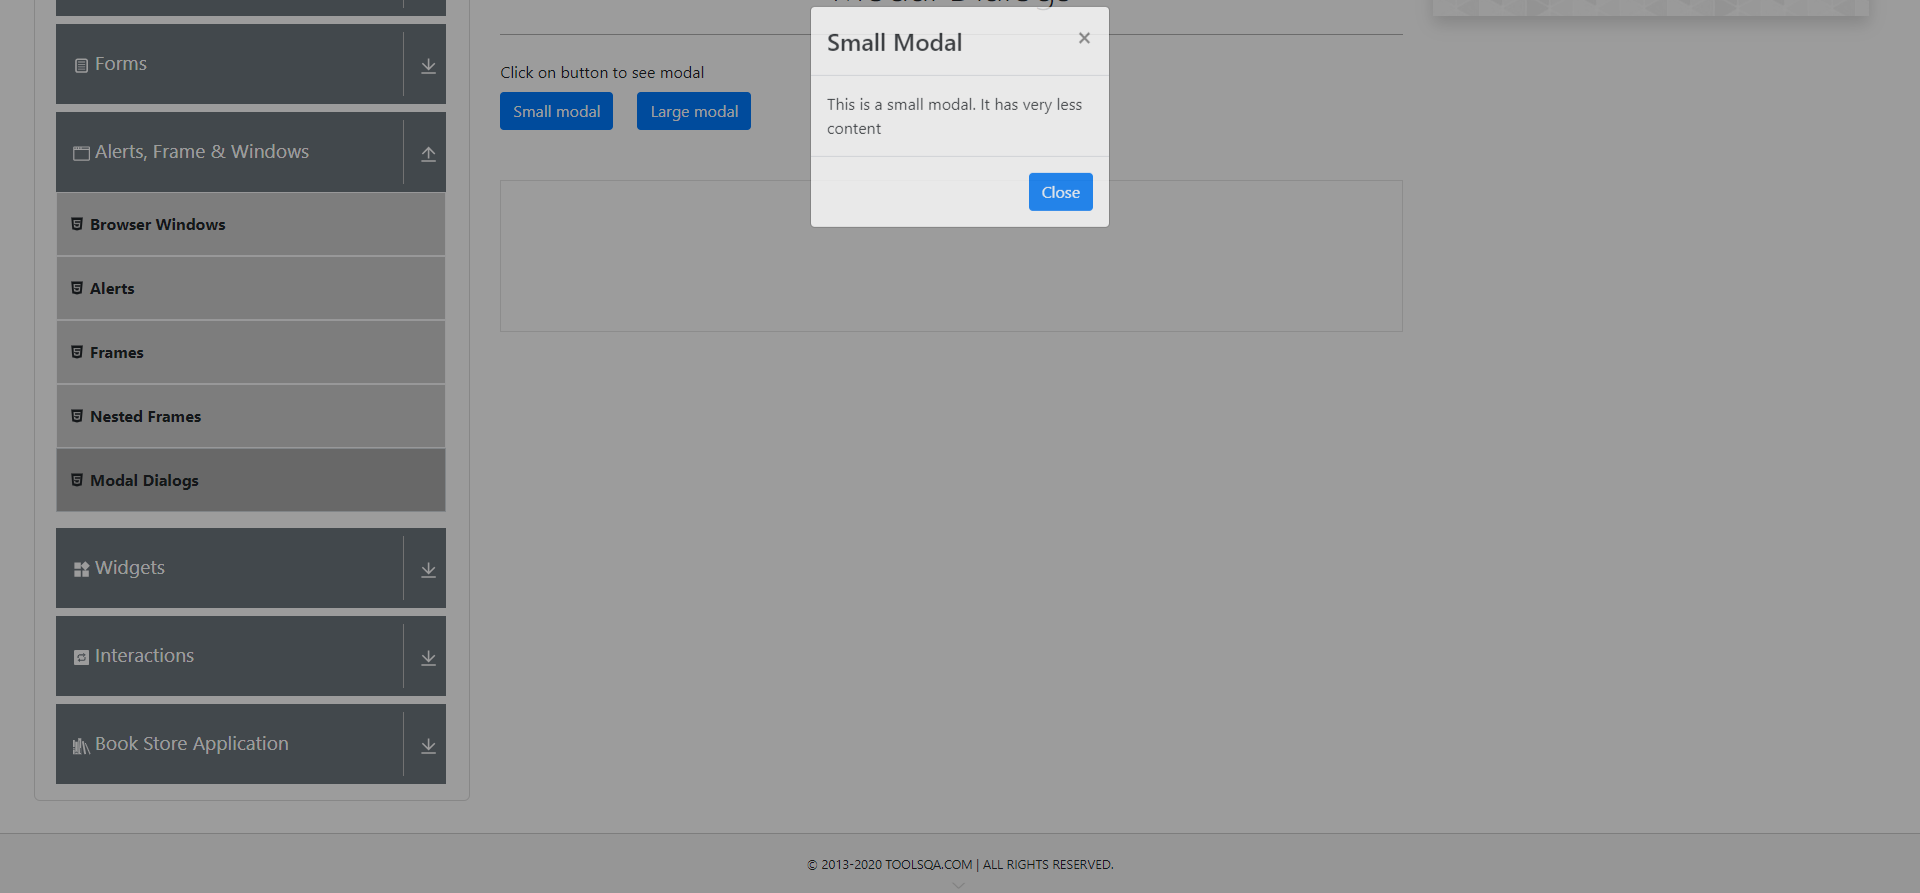 Forms
Alerts, Frame & Windows
Browser Windows
Alerts
Frames
Nested Frames
Modal Dialogs
Widgets
Interactions
Book Store Application
Click on button to see modal
Small modal
Large modal
Small Modal
×
This is a small modal. It has very less
content
Close
© 2013-2020 TOOLSQA.COM | ALL RIGHTS RESERVED.